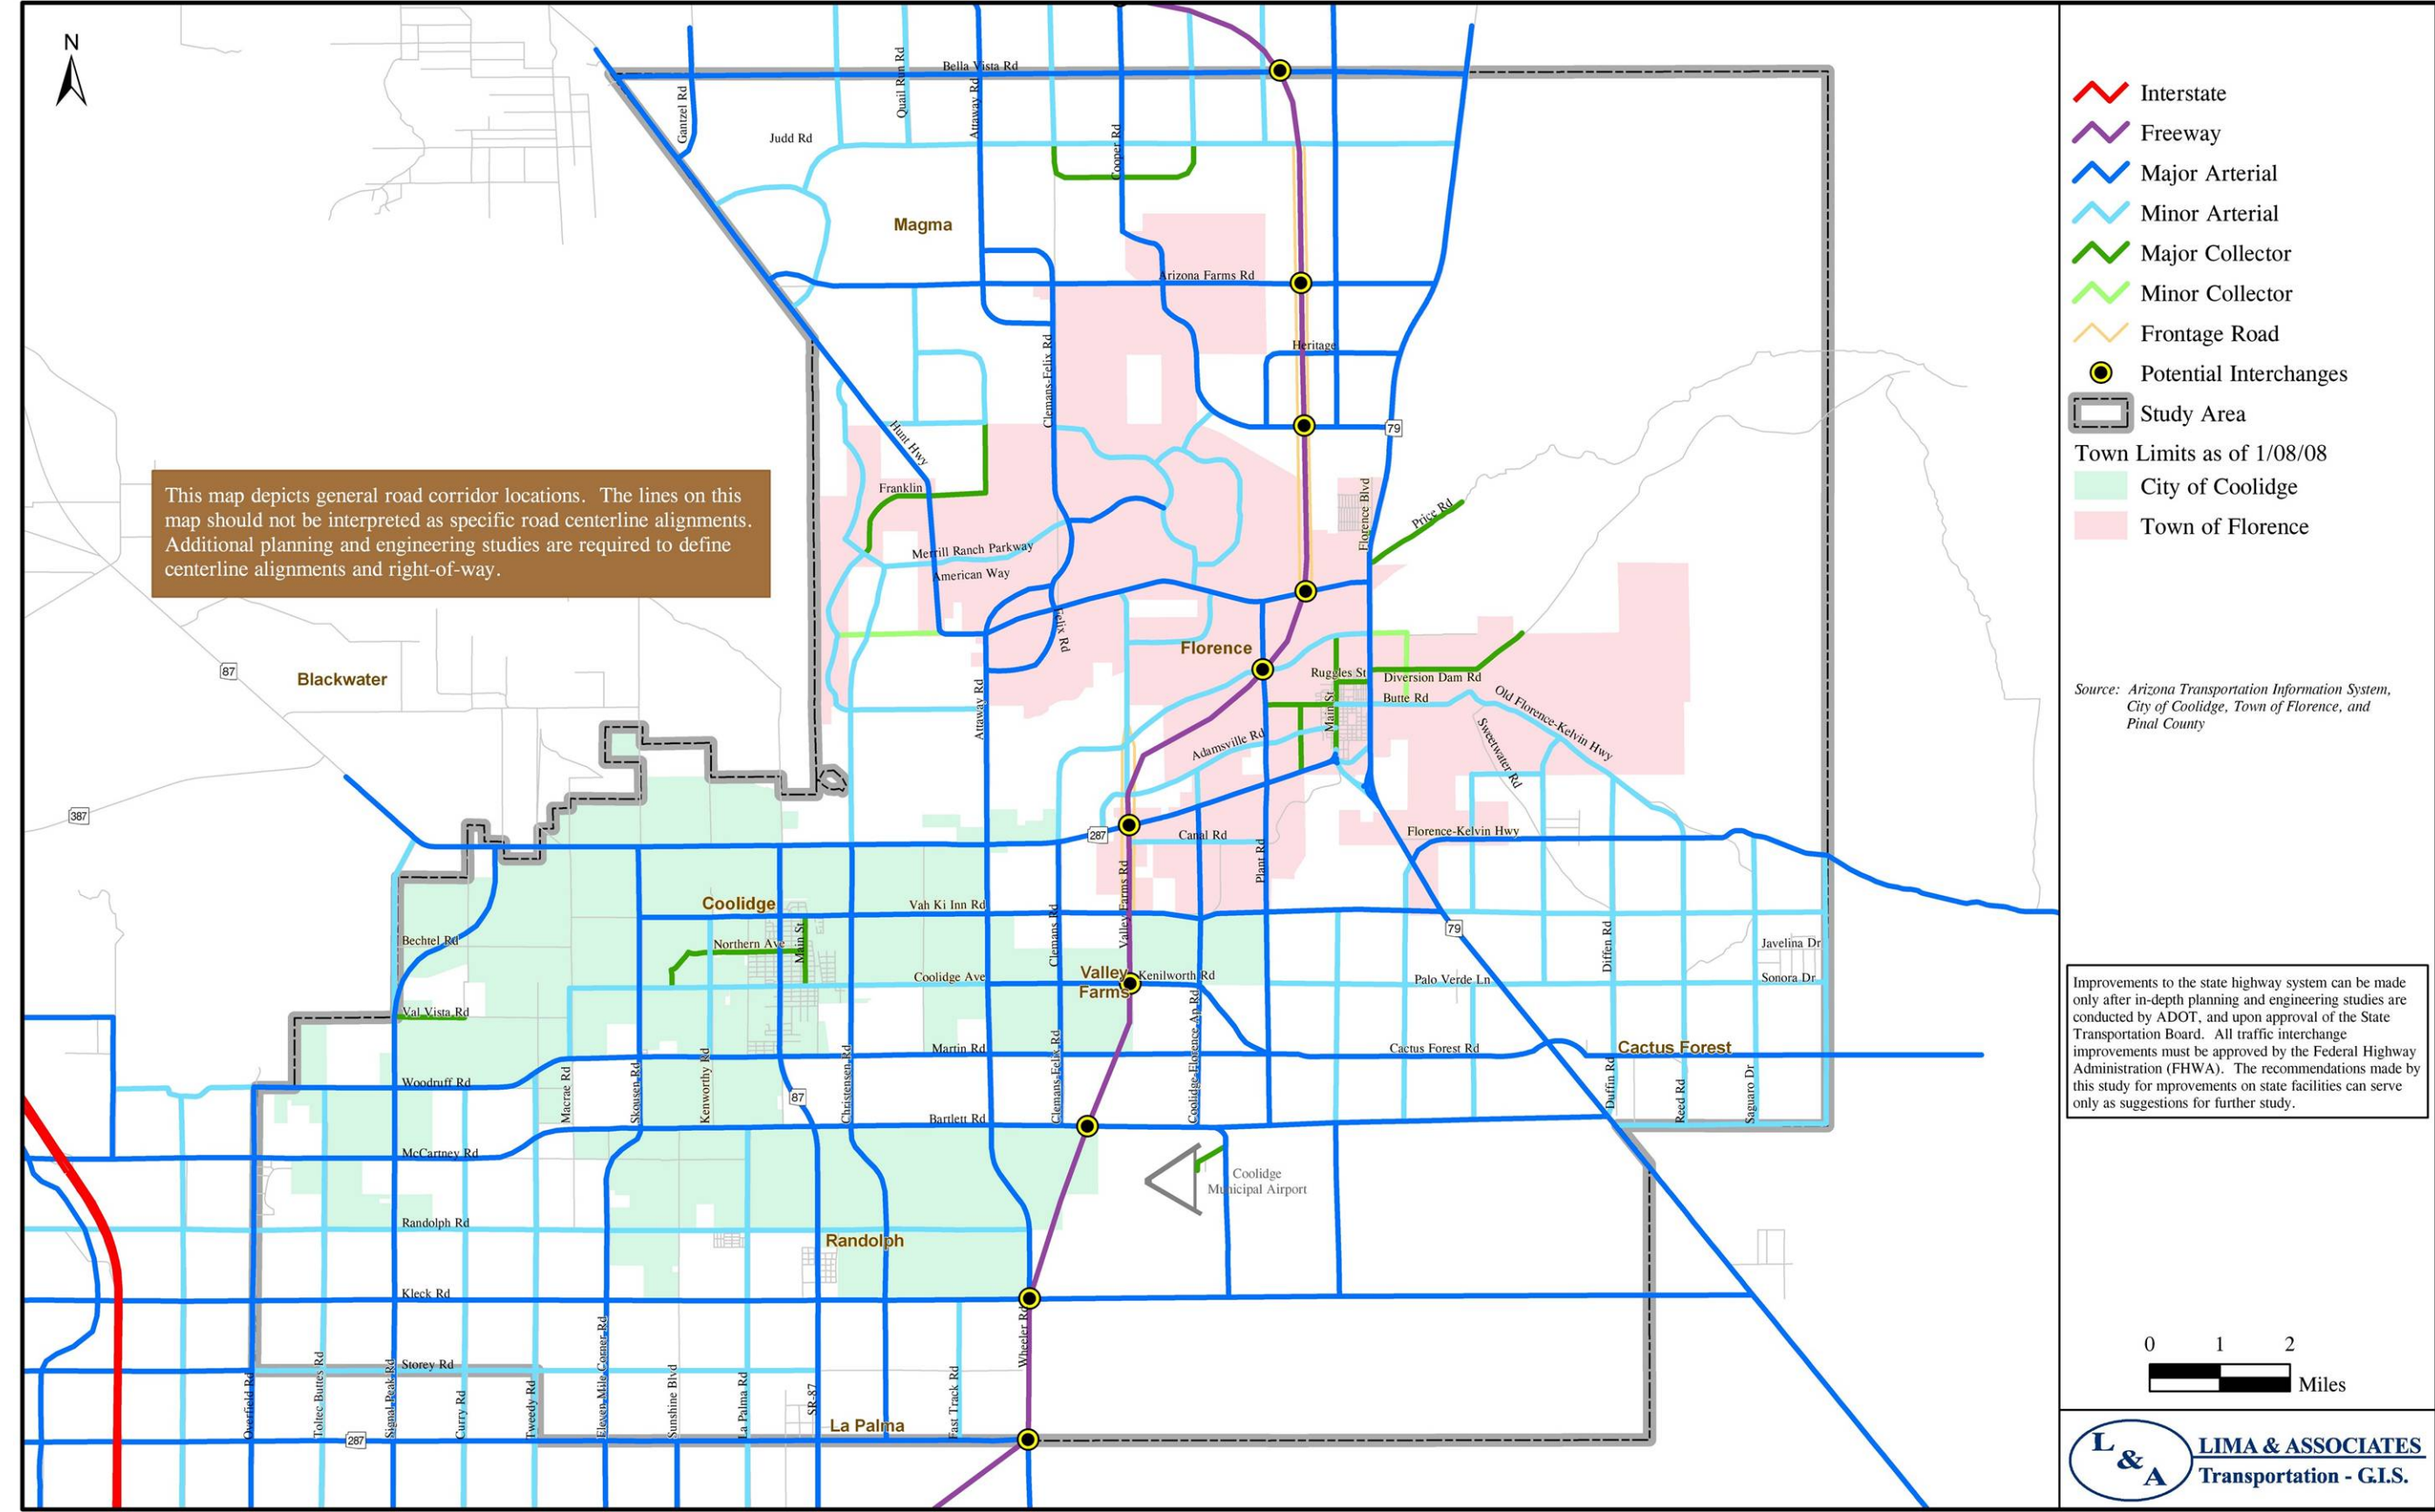 N
Bella Vista Rd
Gantzel Rd
Quail Run Rd
Attaway Rd
Judd Rd
Cooper Rd
Magma
Arizona Farms Rd
Heritage
Clemans-Felix Rd
Hunt Hwy
79
Franklin
Florence Blvd
Price Rd
This map depicts general road corridor locations. The lines on this
map should not be interpreted as specific road centerline alignments.
Additional planning and engineering studies are required to define
centerline alignments and right-of-way.
Merrill Ranch Parkway
American Way
Felix Rd
Florence
Ruggles St
Diversion Dam Rd
87
Blackwater
Attaway Rd
Main St
Butte Rd
Old Florence-Kelvin Hwy
Sweetwater Rd
Adamsville Rd
387
287
Canal Rd
Florence-Kelvin Hwy
Plant Rd
Valley Farms Rd
Coolidge
Vah Ki Inn Rd
Clemans Rd
79
Diffen Rd
Bechtel Rd
Northern Ave
Main St
Javelina Dr
Coolidge Ave
Valley
Farms
Kenilworth Rd
Palo Verde Ln
Sonora Dr
Val Vista Rd
Coolidge-Florence Ap Rd
Martin Rd
Cactus Forest Rd
Cactus Forest
Woodruff Rd
Macrae Rd
Skousen Rd
Kenworthy Rd
87
Christensen Rd
Clemans-Felix Rd
Duffin Rd
Reed Rd
Saguaro Dr
Bartlett Rd
McCartney Rd
Coolidge
Municipal Airport
Randolph Rd
Randolph
Kleck Rd
Wheeler Rd
Storey Rd
Overfield Rd
Toltec Buttes Rd
Signal Peak Rd
Curry Rd
Tweedy Rd
Eleven Mile Corner Rd
Sunshine Blvd
La Palma Rd
SR-87
Fast Track Rd
La Palma
287
Interstate
Freeway
Major Arterial
Minor Arterial
Major Collector
Minor Collector
Frontage Road
Potential Interchanges
Study Area
Town Limits as of 1/08/08
City of Coolidge
Town of Florence
Source: Arizona Transportation Information System,
City of Coolidge, Town of Florence, and
Pinal County
Improvements to the state highway system can be made
only after in-depth planning and engineering studies are
conducted by ADOT, and upon approval of the State
Transportation Board. All traffic interchange
improvements must be approved by the Federal Highway
Administration (FHWA). The recommendations made by
this study for mprovements on state facilities can serve
only as suggestions for further study.
0 1 2
Miles
L & A
LIMA & ASSOCIATES
Transportation - G.I.S.